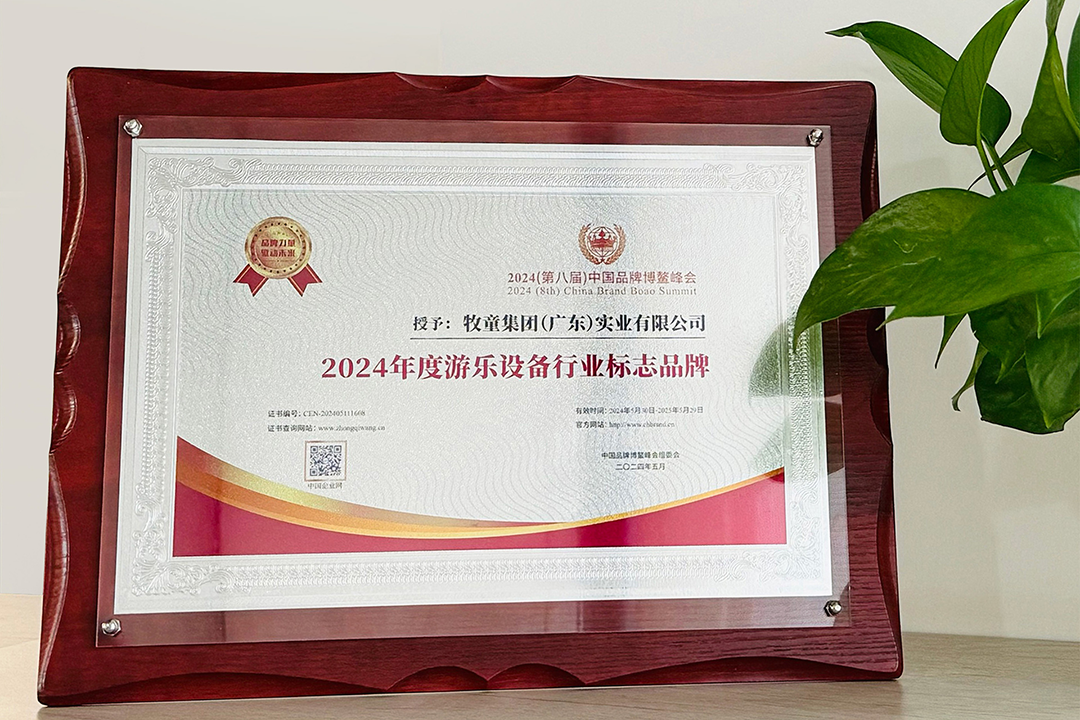 品牌力量
驱动未来
2024(第八届)中国品牌博鳌峰会
2024 (8th) China Brand Boao Summit
授予：牧童集团(广东)实业有限公司
2024年度游乐设备行业标志品牌
证书编号：CEN-202405111608
证书查询网站：www.zhongqiwang.cn
有效时间：2024年5月30日-2025年5月29日
官方网站：http://www.chbrand.cn
中国企业网
中国品牌博鳌峰会组委会
二〇二四年五月